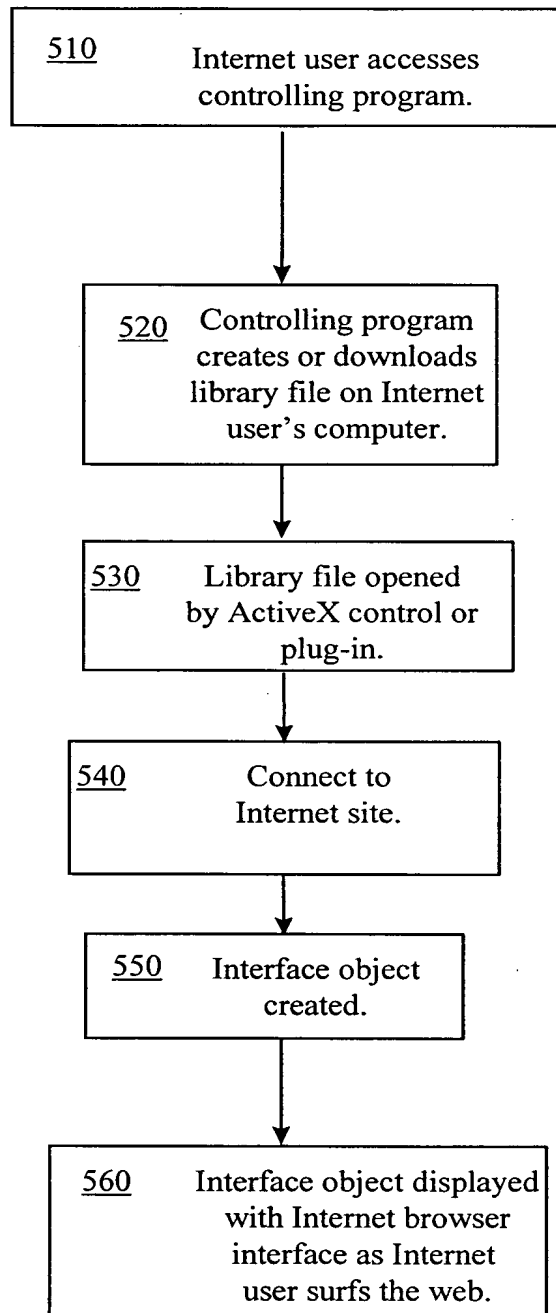 510 Internet user accesses
controlling program.
520 Controlling program
creates or downloads
library file on Internet
user's computer.
530 Library file opened
by ActiveX control or
plug-in.
540 Connect to
Internet site.
550 Interface object
created.
560 Interface object displayed
with Internet browser
interface as Internet
user surfs the web.